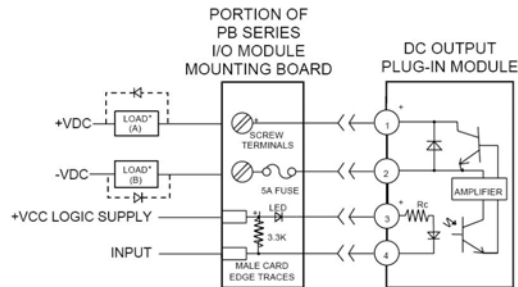 PORTION OF
PB SERIES
I/O MODULE
MOUNTING BOARD
DC OUTPUT
PLUG-IN MODULE
+VDC
LOAD*
(A)
SCREW
TERMINALS
+
1
+
-VDC
LOAD*
(B)
5A FUSE
2
AMPLIFIER
+VCC LOGIC SUPPLY
+
LED
+
3
Rc
3.3K
INPUT
4
MALE CARD
EDGE TRACES